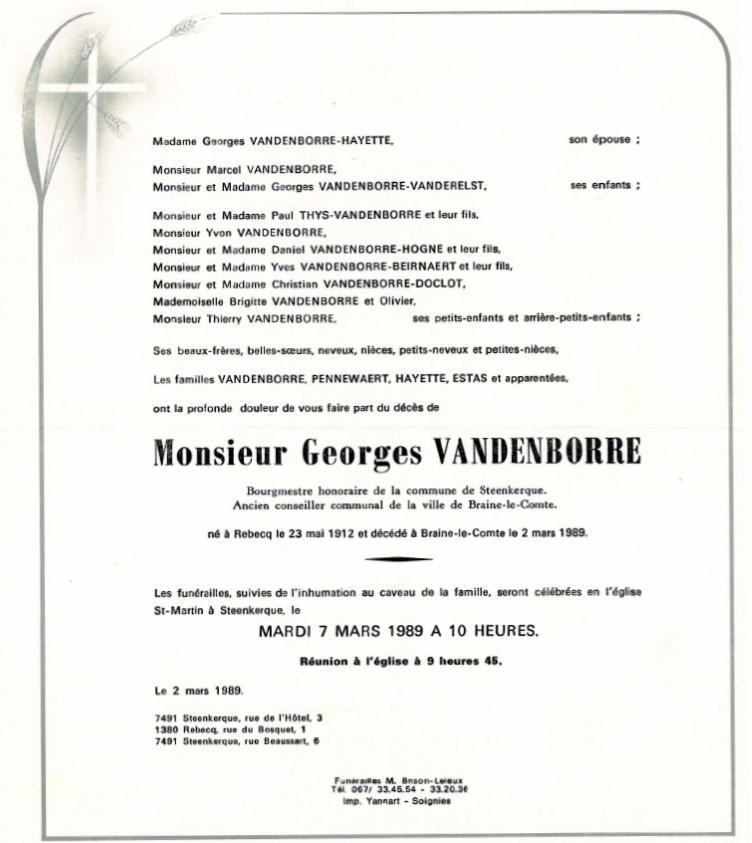 Madame Georges VANDENBORRE-HAYETTE, son épouse ;
Monsieur Marcel VANDENBORRE,
Monsieur et Madame Georges VANDENBORRE-VANDERELST, ses enfants ;
Monsieur et Madame Paul THYS-VANDENBORRE et leur fils,
Monsieur Yvon VANDENBORRE,
Monsieur et Madame Daniel VANDENBORRE-HOGNE et leur fils,
Monsieur et Madame Yves VANDENBORRE-BEIRNAERT et leur fils,
Monsieur et Madame Christian VANDENBORRE-DOCLOT,
Mademoiselle Brigitte VANDENBORRE et Olivier,
Monsieur Thierry VANDENBORRE, ses petits-enfants et arrière-petits-enfants ;
Ses beaux-frères, belles-sœurs, neveux, nièces, petits-neveux et petites-nièces,
Les familles VANDENBORRE, PENNEWAERT, HAYETTE, ESTAS et apparentées,
ont la profonde douleur de vous faire part du décès de
Monsieur Georges VANDENBORRE
Bourgmestre honoraire de la commune de Steenkerque.
Ancien conseiller communal de la ville de Braine-le-Comte.
né à Rebecq le 23 mai 1912 et décédé à Braine-le-Comte le 2 mars 1989.
Les funérailles, suivies de l'inhumation au caveau de la famille, seront célébrées en l'église
St-Martin à Steenkerque, le
MARDI 7 MARS 1989 A 10 HEURES.
Réunion à l'église à 9 heures 45.
Le 2 mars 1989.
7491 Steenkerque, rue de l'Hôtel, 3
1380 Rebecq, rue du Bosquet, 1
7491 Steenkerque, rue Beaussart, 6
Funérailles M. Brison-Leleux
Tél. 067/ 33.45.54 - 33.20.36
Imp. Yannart - Soignies